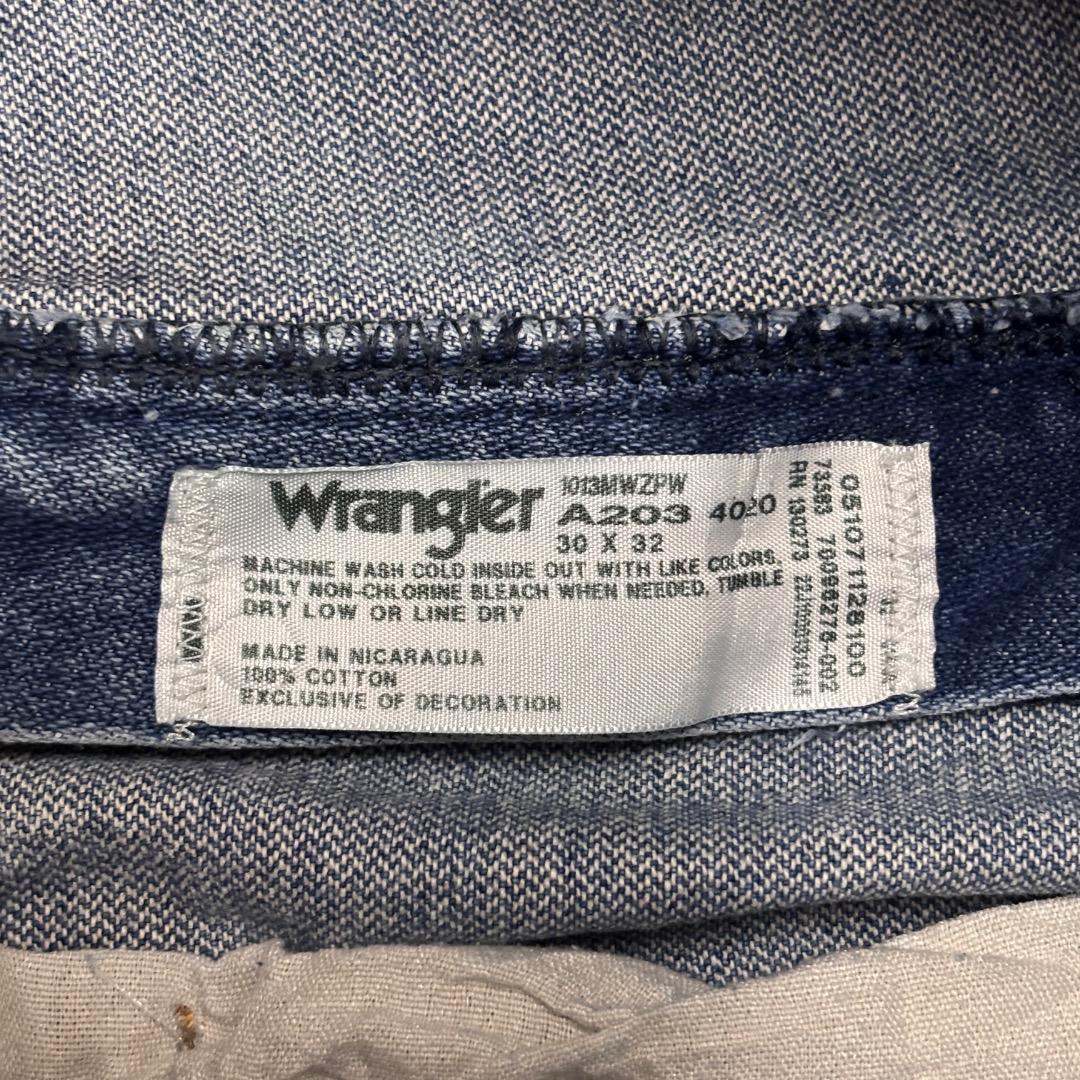 Wrangler
1013MWZPW
A203 4020
30 X 32
MACHINE WASH COLD INSIDE OUT WITH LIKE COLORS,
ONLY NON-CHLORINE BLEACH WHEN NEEDED, TUMBLE
DRY LOW OR LINE DRY
MADE IN NICARAGUA
100% COTTON
EXCLUSIVE OF DECORATION
051071128100
7383 70096276-002
RN 130273